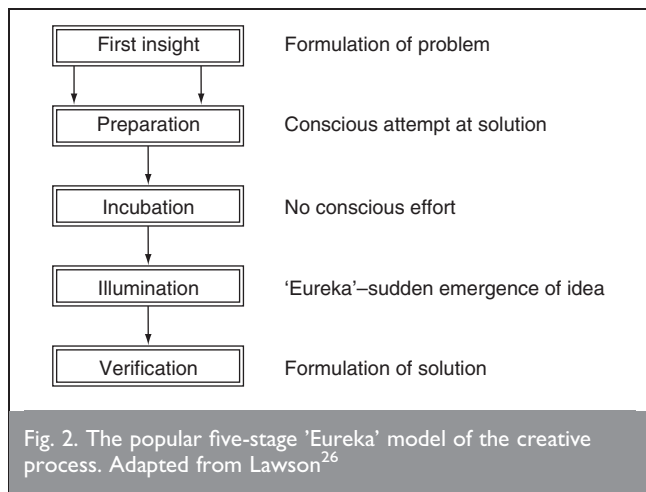 First insight Formulation of problem
Preparation Conscious attempt at solution
Incubation No conscious effort
Illumination ‘Eureka’–sudden emergence of idea
Verification Formulation of solution
Fig. 2. The popular five-stage ’Eureka’ model of the creative
process. Adapted from Lawson26